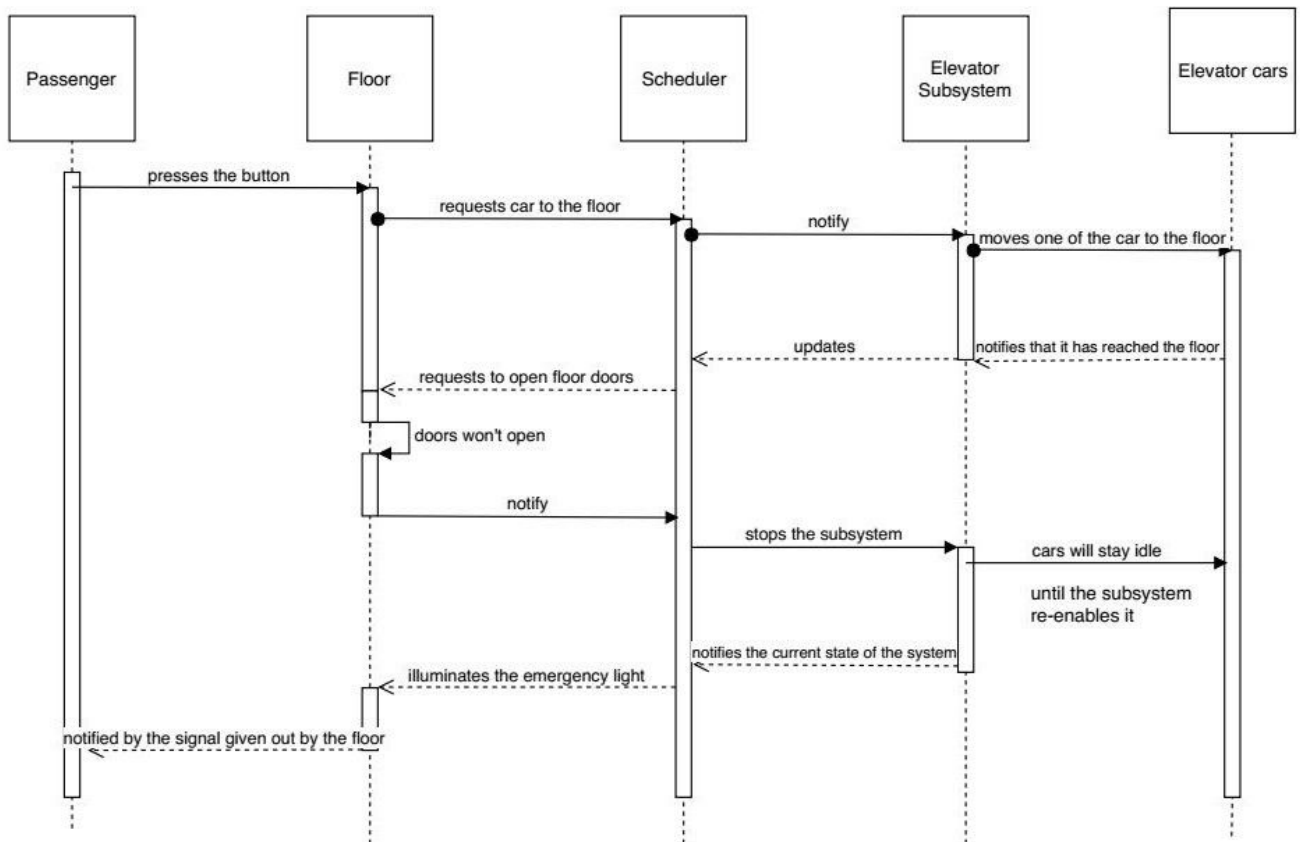 Passenger
Floor
Scheduler
Elevator
Subsystem
Elevator cars
presses the button
requests car to the floor
notify
moves one of the car to the floor
updates
notifies that it has reached the floor
requests to open floor doors
doors won't open
notify
stops the subsystem
cars will stay idle
until the subsystem
re-enables it
notifies the current state of the system
illuminates the emergency light
notified by the signal given out by the floor